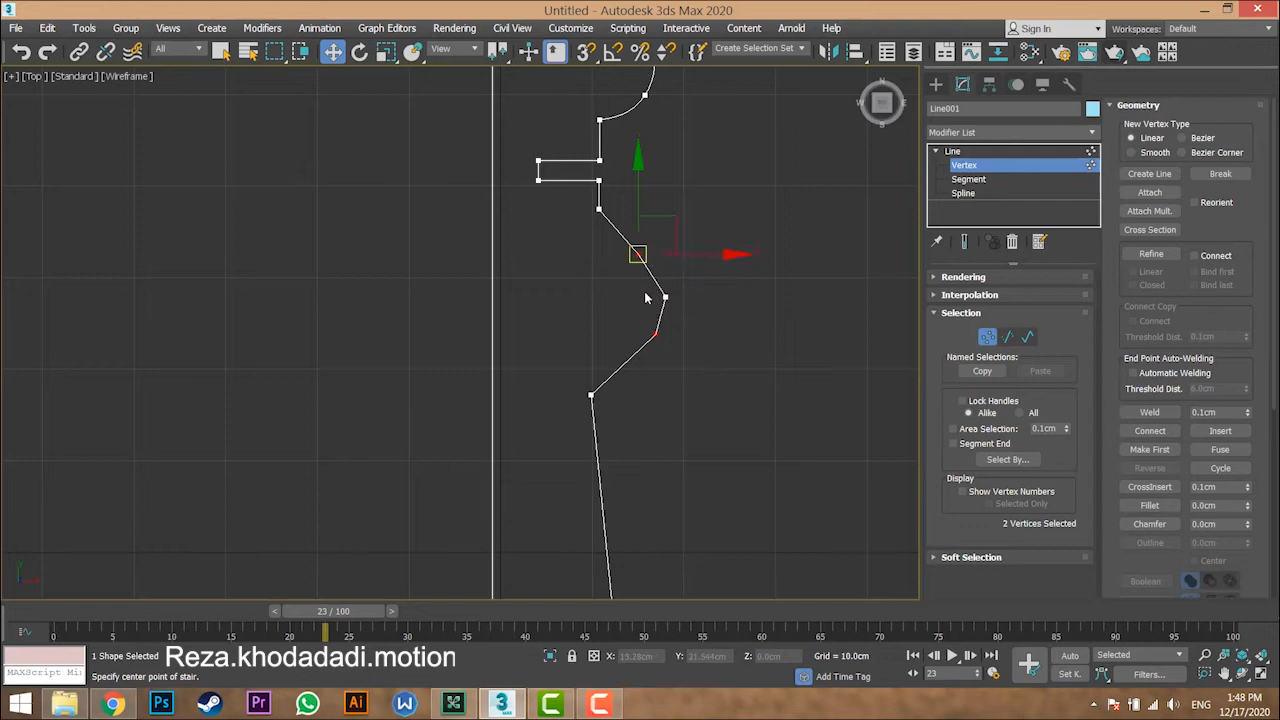 Untitled - Autodesk 3ds Max 2020
File Edit Tools Group Views Create Modifiers Animation Graph Editors Rendering Civil View Customize Scripting Interactive Content Arnold Help Sign In Workspaces: Default
All View Create Selection Set
[+] [Top] [Standard] [Wireframe]
N
W E
S
Line001
Modifier List
Line
Vertex
Segment
Spline
Rendering
Interpolation
Selection
Named Selections:
Copy Paste
Lock Handles
Alike All
Area Selection: 0.1cm
Segment End
Select By...
Display
Show Vertex Numbers
Selected Only
2 Vertices Selected
Soft Selection
Geometry
New Vertex Type
Linear Bezier
Smooth Bezier Corner
Create Line Break
Attach Reorient
Attach Mult.
Cross Section
Refine Connect
Linear Bind first
Closed Bind last
Connect Copy
Connect
Threshold Dist. 0.1cm
End Point Auto-Welding
Automatic Welding
Threshold Dist. 6.0cm
Weld 0.1cm
Connect Insert
Make First Fuse
Reverse Cycle
CrossInsert 0.1cm
Fillet 0.0cm
Chamfer 0.0cm
Outline 0.0cm
Center
Boolean
< 23 / 100 >
0 5 10 15 20 25 30 35 40 45 50 55 60 65 70 75 80 85 90 95 100
1 Shape Selected
Reza.khodadadi.motion
X: 15.28cm Y: 21.544cm Z: 0.0cm Grid = 10.0cm
Auto Selected
MAXScript Mi:
Specify center point of stair.
Add Time Tag
23
Set K. Filters...
Ps Pr Ai
ENG
1:48 PM
12/17/2020